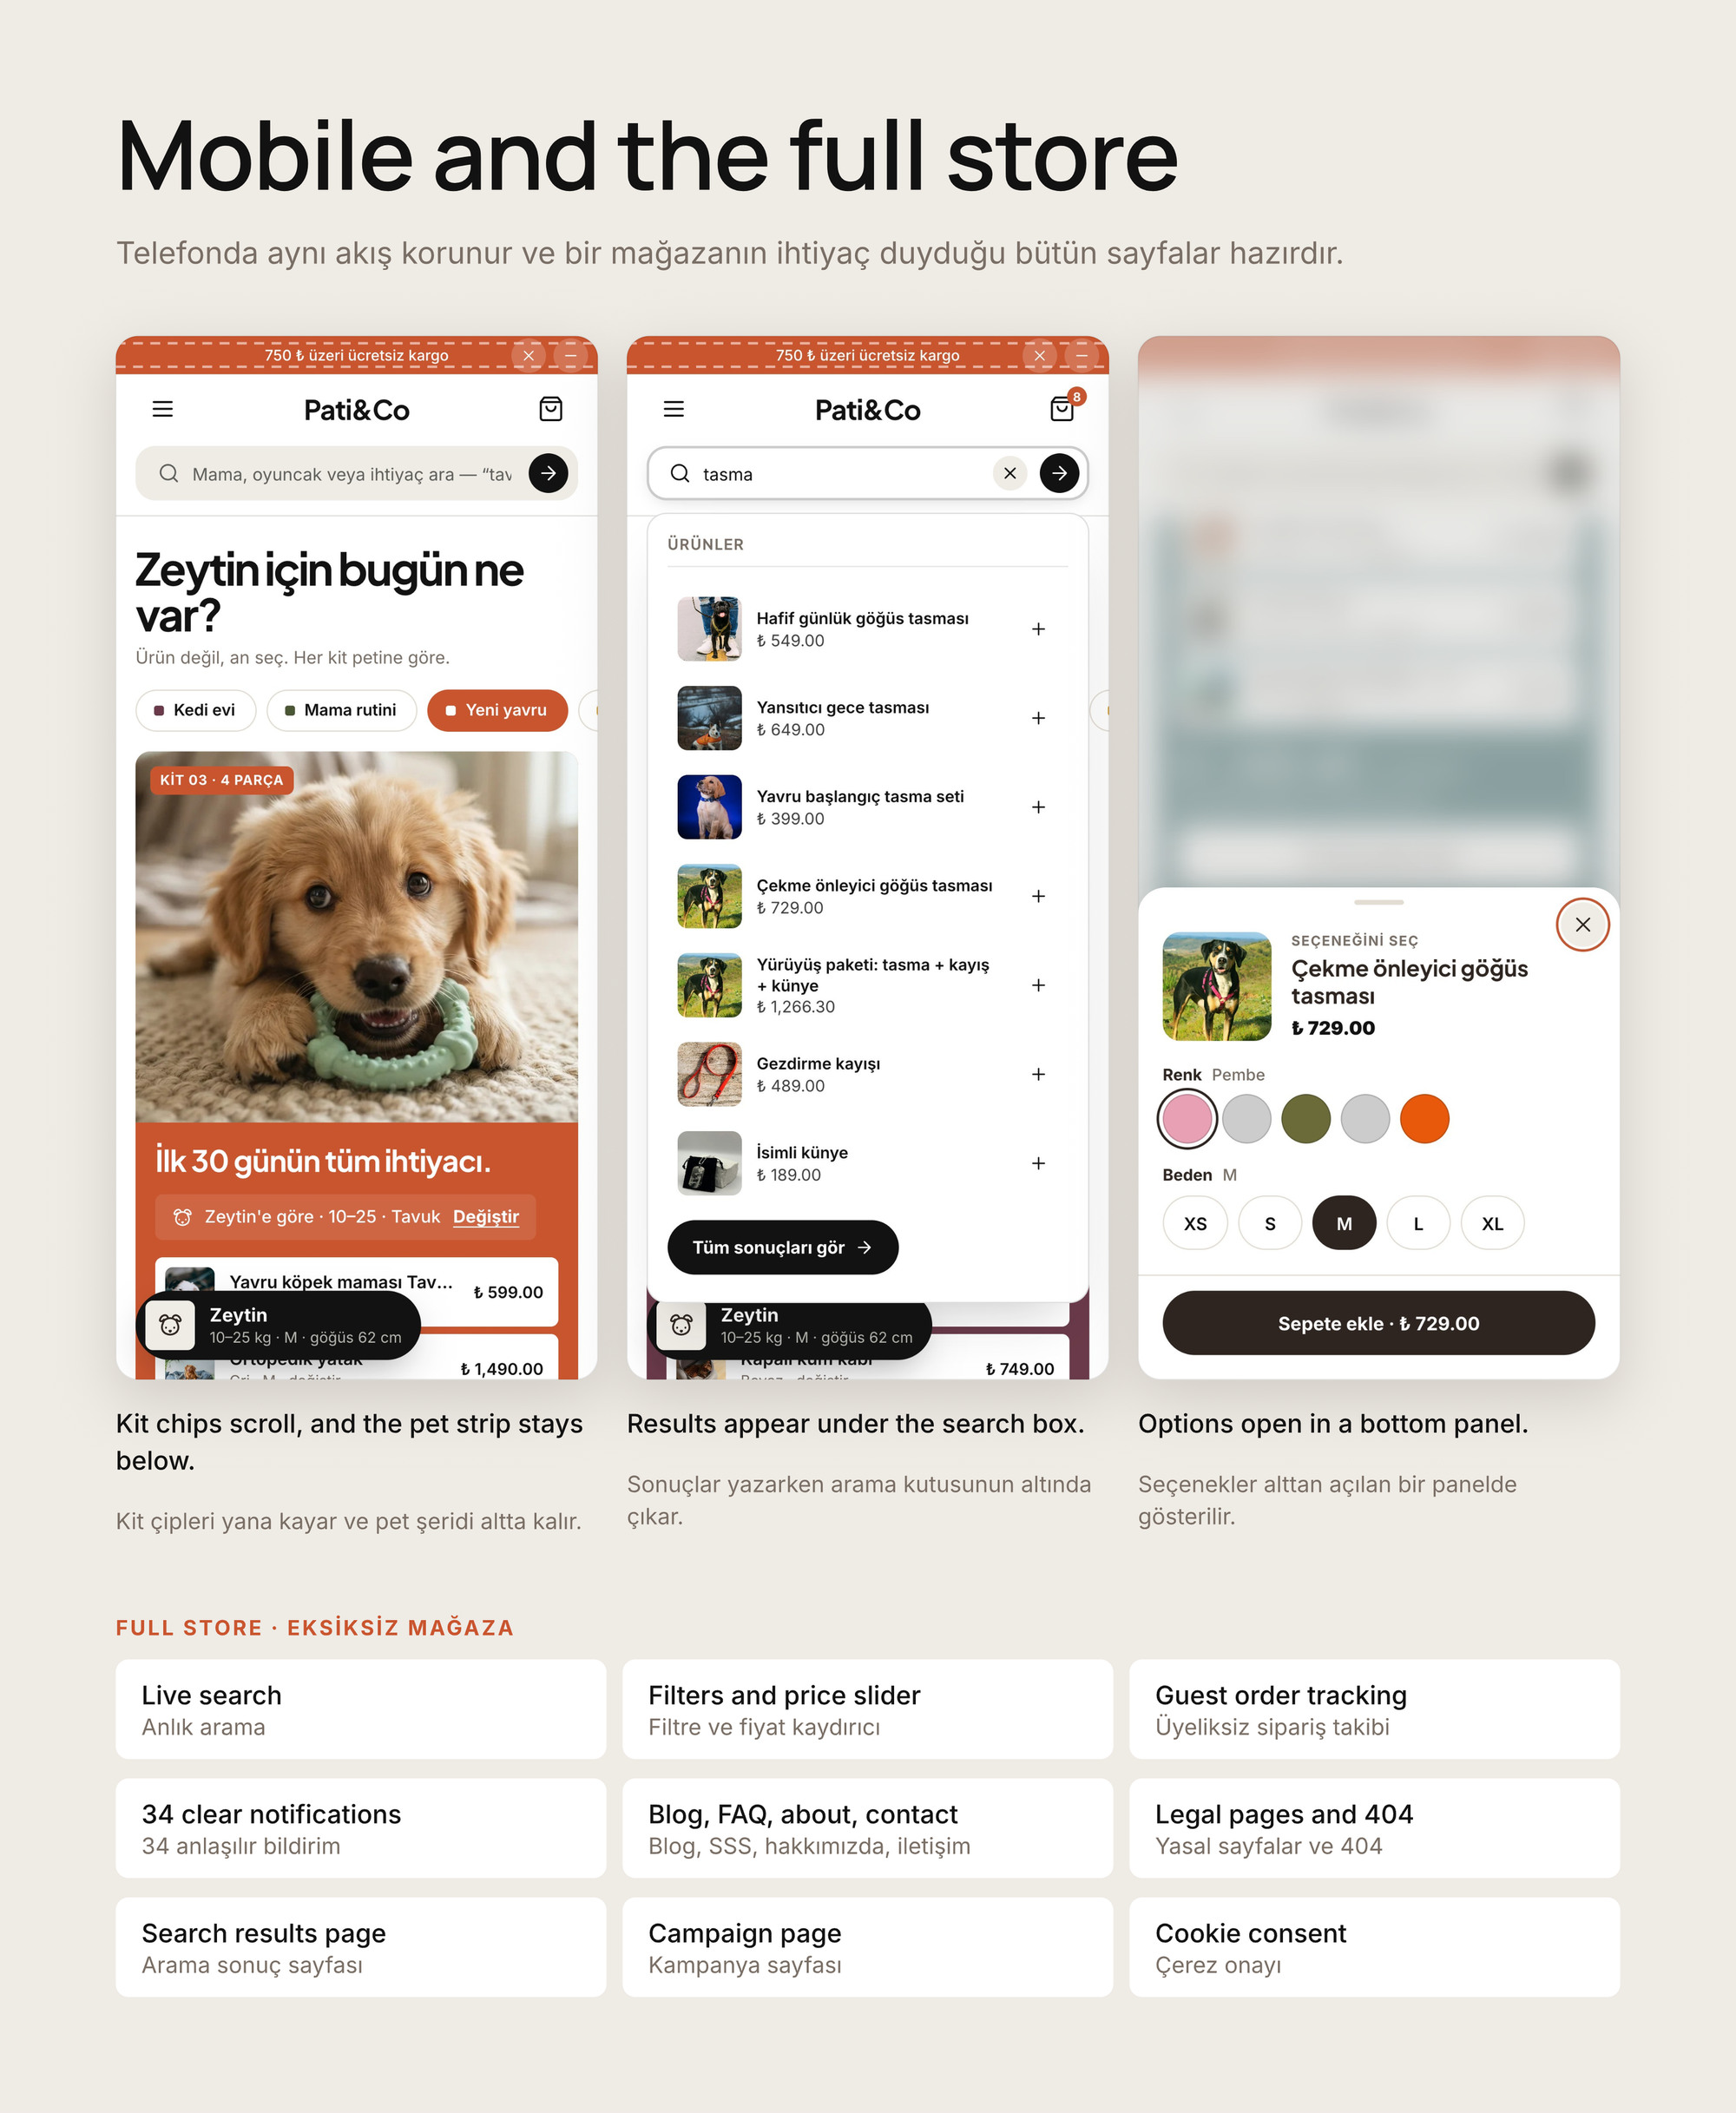 Mobile and the full store
Telefonda aynı akış korunur ve bir mağazanın ihtiyaç duyduğu bütün sayfalar hazırdır.
750 ₺ üzeri ücretsiz kargo
Pati&Co
Mama, oyuncak veya ihtiyaç ara — “tav
Zeytin için bugün ne
var?
Ürün değil, an seç. Her kit petine göre.
Kedi evi
Mama rutini
Yeni yavru
KİT 03 · 4 PARÇA
İlk 30 günün tüm ihtiyacı.
Zeytin'e göre · 10–25 · Tavuk Değiştir
Yavru köpek maması Tav...
₺ 599.00
Zeytin
10–25 kg · M · göğüs 62 cm
Ortopedik yatak
₺ 1,490.00
Gri · M · değiştir
750 ₺ üzeri ücretsiz kargo
Pati&Co
8
tasma
ÜRÜNLER
Hafif günlük göğüs tasması
₺ 549.00
Yansıtıcı gece tasması
₺ 649.00
Yavru başlangıç tasma seti
₺ 399.00
Çekme önleyici göğüs tasması
₺ 729.00
Yürüyüş paketi: tasma + kayış
+ künye
₺ 1,266.30
Gezdirme kayışı
₺ 489.00
İsimli künye
₺ 189.00
Tüm sonuçları gör
Zeytin
10–25 kg · M · göğüs 62 cm
Kapalı kum kabı
₺ 749.00
Beyaz · değiştir
SEÇENEĞİNİ SEÇ
Çekme önleyici göğüs
tasması
₺ 729.00
Renk Pembe
Beden M
XS
S
M
L
XL
Sepete ekle · ₺ 729.00
Kit chips scroll, and the pet strip stays
below.
Kit çipleri yana kayar ve pet şeridi altta kalır.
Results appear under the search box.
Sonuçlar yazarken arama kutusunun altında
çıkar.
Options open in a bottom panel.
Seçenekler alttan açılan bir panelde
gösterilir.
FULL STORE · EKSİKSİZ MAĞAZA
Live search
Anlık arama
Filters and price slider
Filtre ve fiyat kaydırıcı
Guest order tracking
Üyeliksiz sipariş takibi
34 clear notifications
34 anlaşılır bildirim
Blog, FAQ, about, contact
Blog, SSS, hakkımızda, iletişim
Legal pages and 404
Yasal sayfalar ve 404
Search results page
Arama sonuç sayfası
Campaign page
Kampanya sayfası
Cookie consent
Çerez onayı